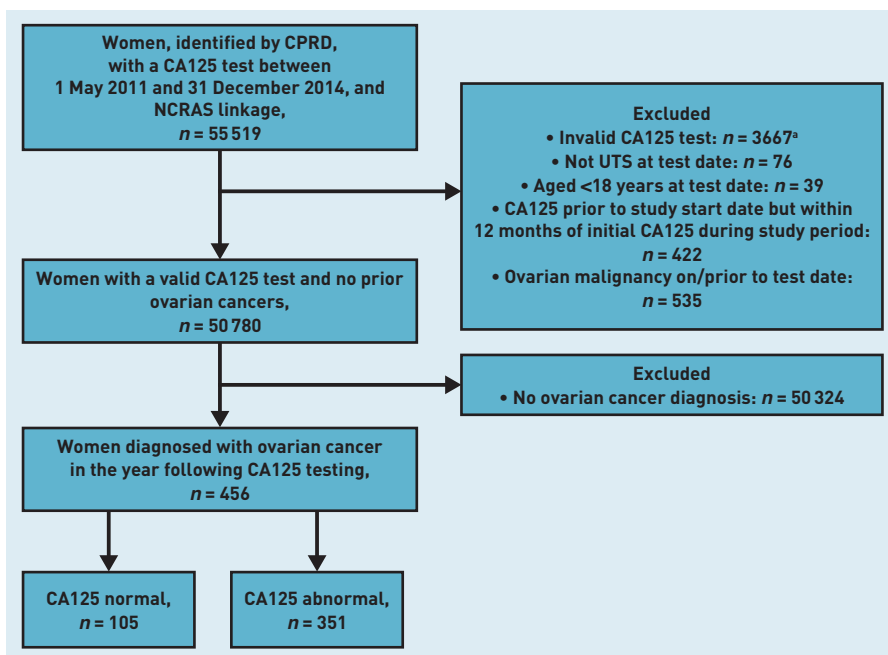 Women, identified by CPRD,
with a CA125 test between
1 May 2011 and 31 December 2014, and
NCRAS linkage,
n = 55 519
Excluded
• Invalid CA125 test: n = 3667ᵃ
• Not UTS at test date: n = 76
• Aged <18 years at test date: n = 39
• CA125 prior to study start date but within
12 months of initial CA125 during study period:
n = 422
• Ovarian malignancy on/prior to test date:
n = 535
Women with a valid CA125 test and no prior
ovarian cancers,
n = 50 780
Excluded
• No ovarian cancer diagnosis: n = 50 324
Women diagnosed with ovarian cancer
in the year following CA125 testing,
n = 456
CA125 normal,
n = 105
CA125 abnormal,
n = 351